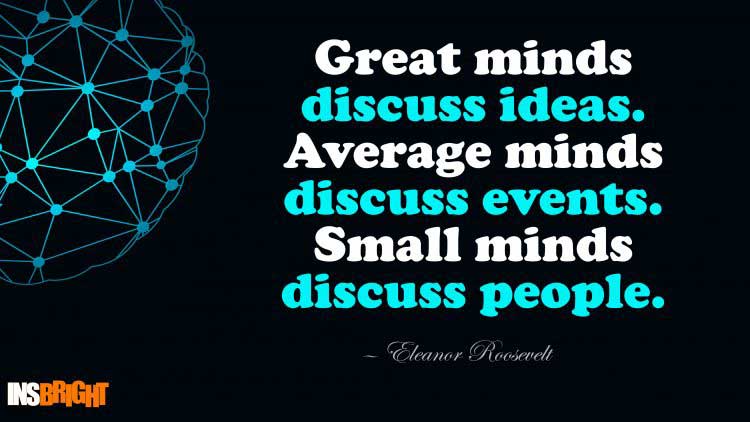 Great minds
discuss ideas.
Average minds
discuss events.
Small minds
discuss people.
~ Eleanor Roosevelt
INSBRIGHT